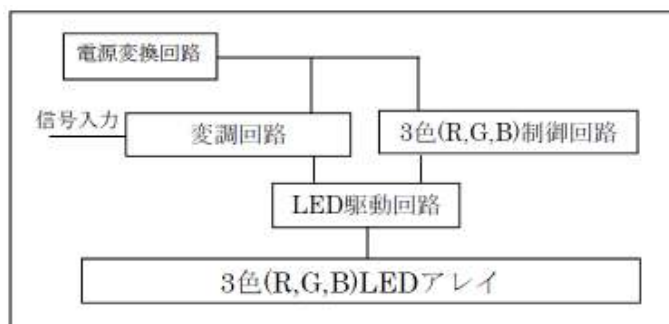 電源変換回路
信号入力
変調回路
3色(R,G,B)制御回路
LED駆動回路
3色(R,G,B)LEDアレイ